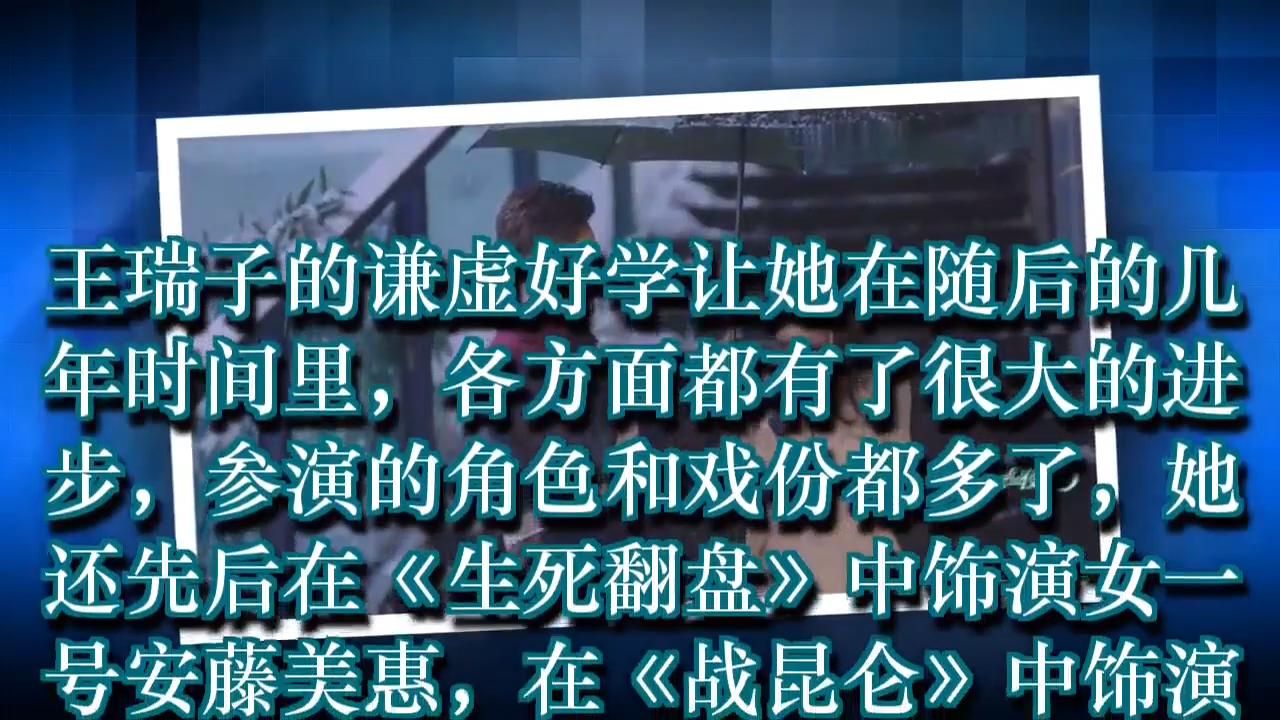 王瑞子的谦虚好学让她在随后的几
年时间里，各方面都有了很大的进
步，参演的角色和戏份都多了，她
还先后在《生死翻盘》中饰演女一
号安藤美惠，在《战昆仑》中饰演